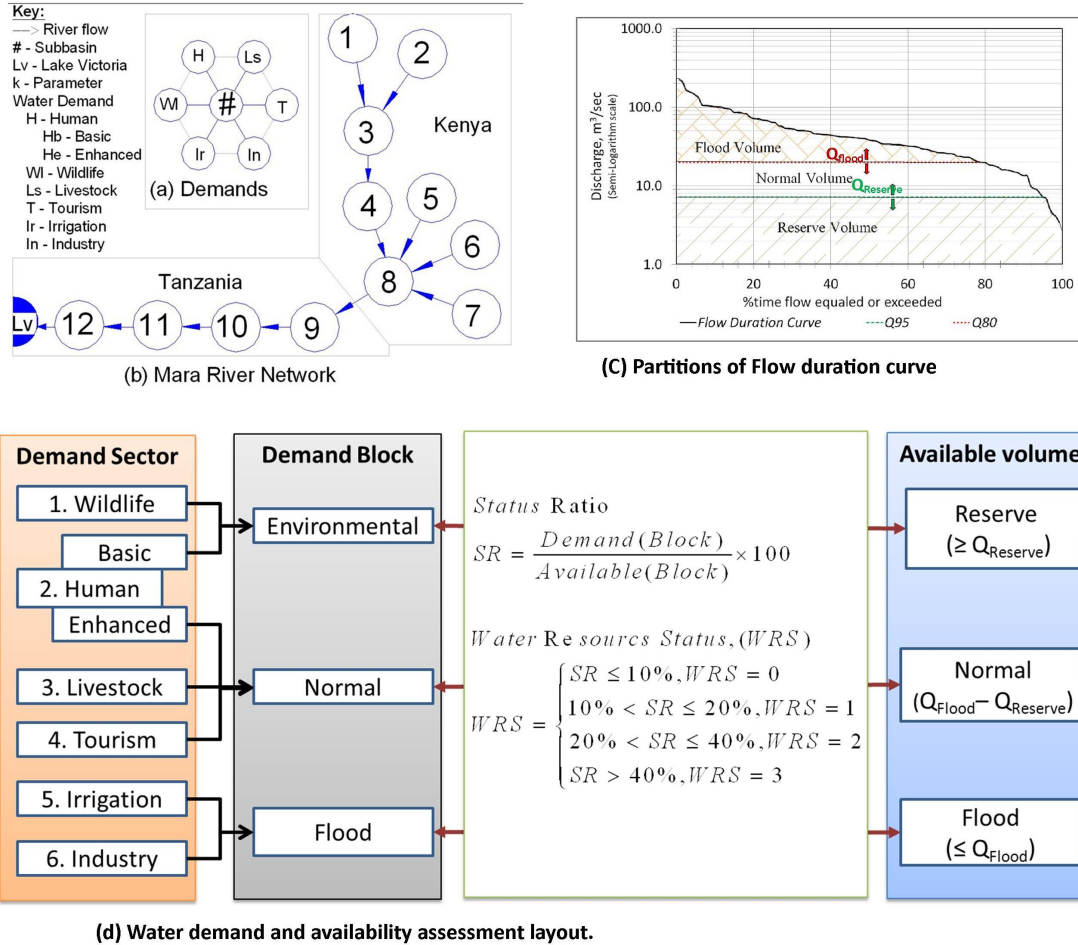 Key:
---> River flow
# - Subbasin
Lv - Lake Victoria
k - Parameter
Water Demand
H - Human
Hb - Basic
He - Enhanced
Wl - Wildlife
Ls - Livestock
T - Tourism
Ir - Irrigation
In - Industry
H
Ls
Wl
#
T
Ir
In
(a) Demands
1
2
3
Kenya
4
5
6
8
7
Tanzania
Lv
12
11
10
9
(b) Mara River Network
1000.0
100.0
10.0
1.0
Discharge, m³/sec
(Semi-Logarithm scale)
Flood Volume
Qflood
Normal Volume
QReserve
Reserve Volume
0
20
40
60
80
100
%time flow equaled or exceeded
Flow Duration Curve
Q95
Q80
(C) Partitions of Flow duration curve
Demand Sector
1. Wildlife
Basic
2. Human
Enhanced
3. Livestock
4. Tourism
5. Irrigation
6. Industry
Demand Block
Environmental
Normal
Flood
Status Ratio
SR = Demand(Block) / Available(Block) × 100
Water Resourcs Status, (WRS)
WRS = { SR ≤ 10%, WRS = 0
10% < SR ≤ 20%, WRS = 1
20% < SR ≤ 40%, WRS = 2
SR > 40%, WRS = 3
Available volume
Reserve
(≥ QReserve)
Normal
(QFlood– QReserve)
Flood
(≤ QFlood)
(d) Water demand and availability assessment layout.